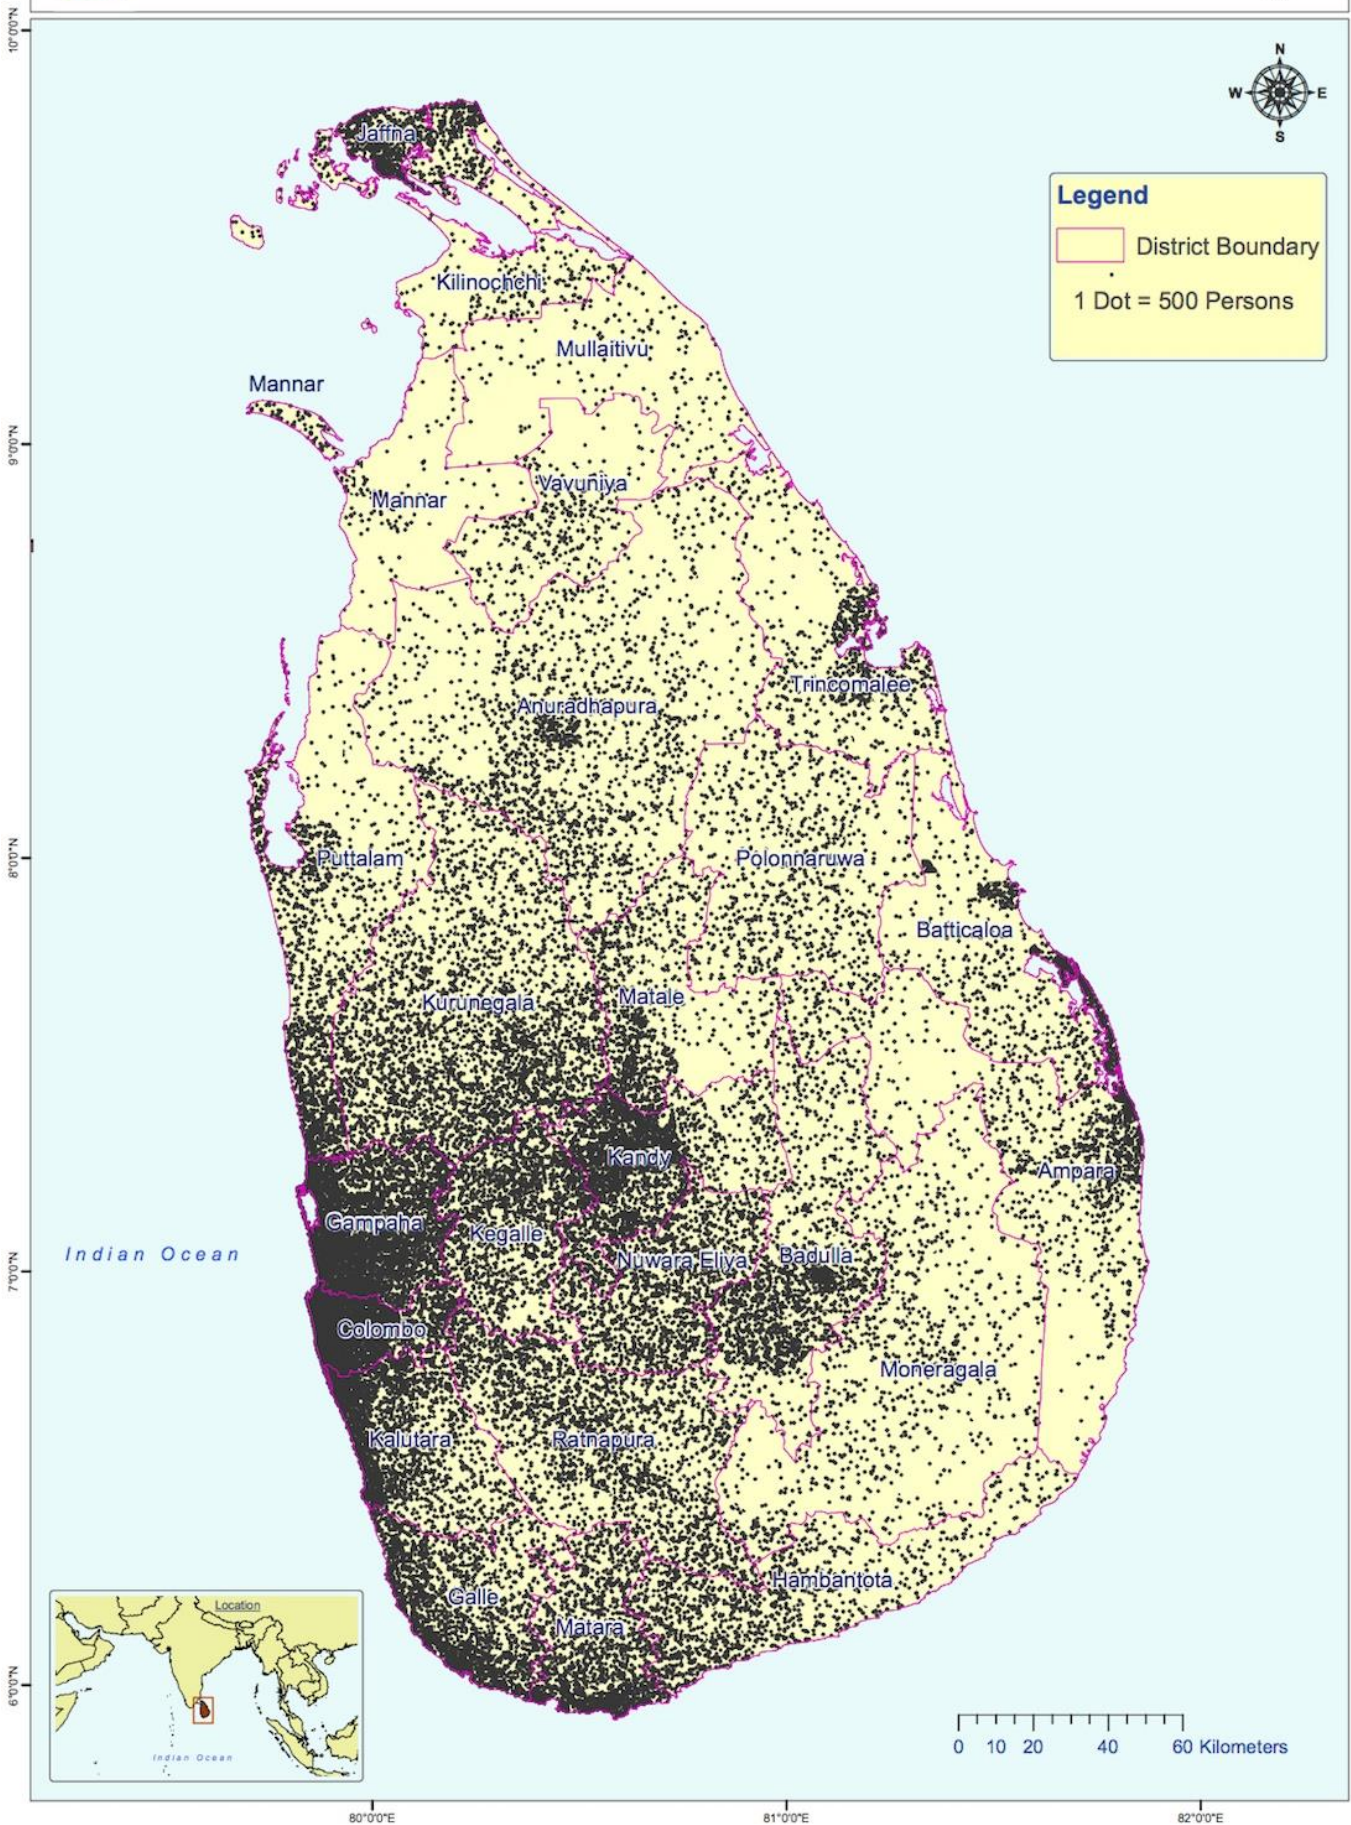 10°0'0"N
N
W E
S
Jaffna
Legend
District Boundary
1 Dot = 500 Persons
Kilinochchi
Mullaitivu
Mannar
9°0'0"N
Vavuniya
Mannar
Trincomalee
Anuradhapura
8°0'0"N
Puttalam
Polonnaruwa
Batticaloa
Matale
Kurunegala
Kandy
Ampara
Gampaha
Kegalle
Indian Ocean
Nuwara Eliya
Badulla
7°0'0"N
Colombo
Moneragala
Kalutara
Ratnapura
Hambantota
Galle
Location
Matara
6°0'0"N
Indian Ocean
0 10 20 40 60 Kilometers
80°0'0"E
81°0'0"E
82°0'0"E